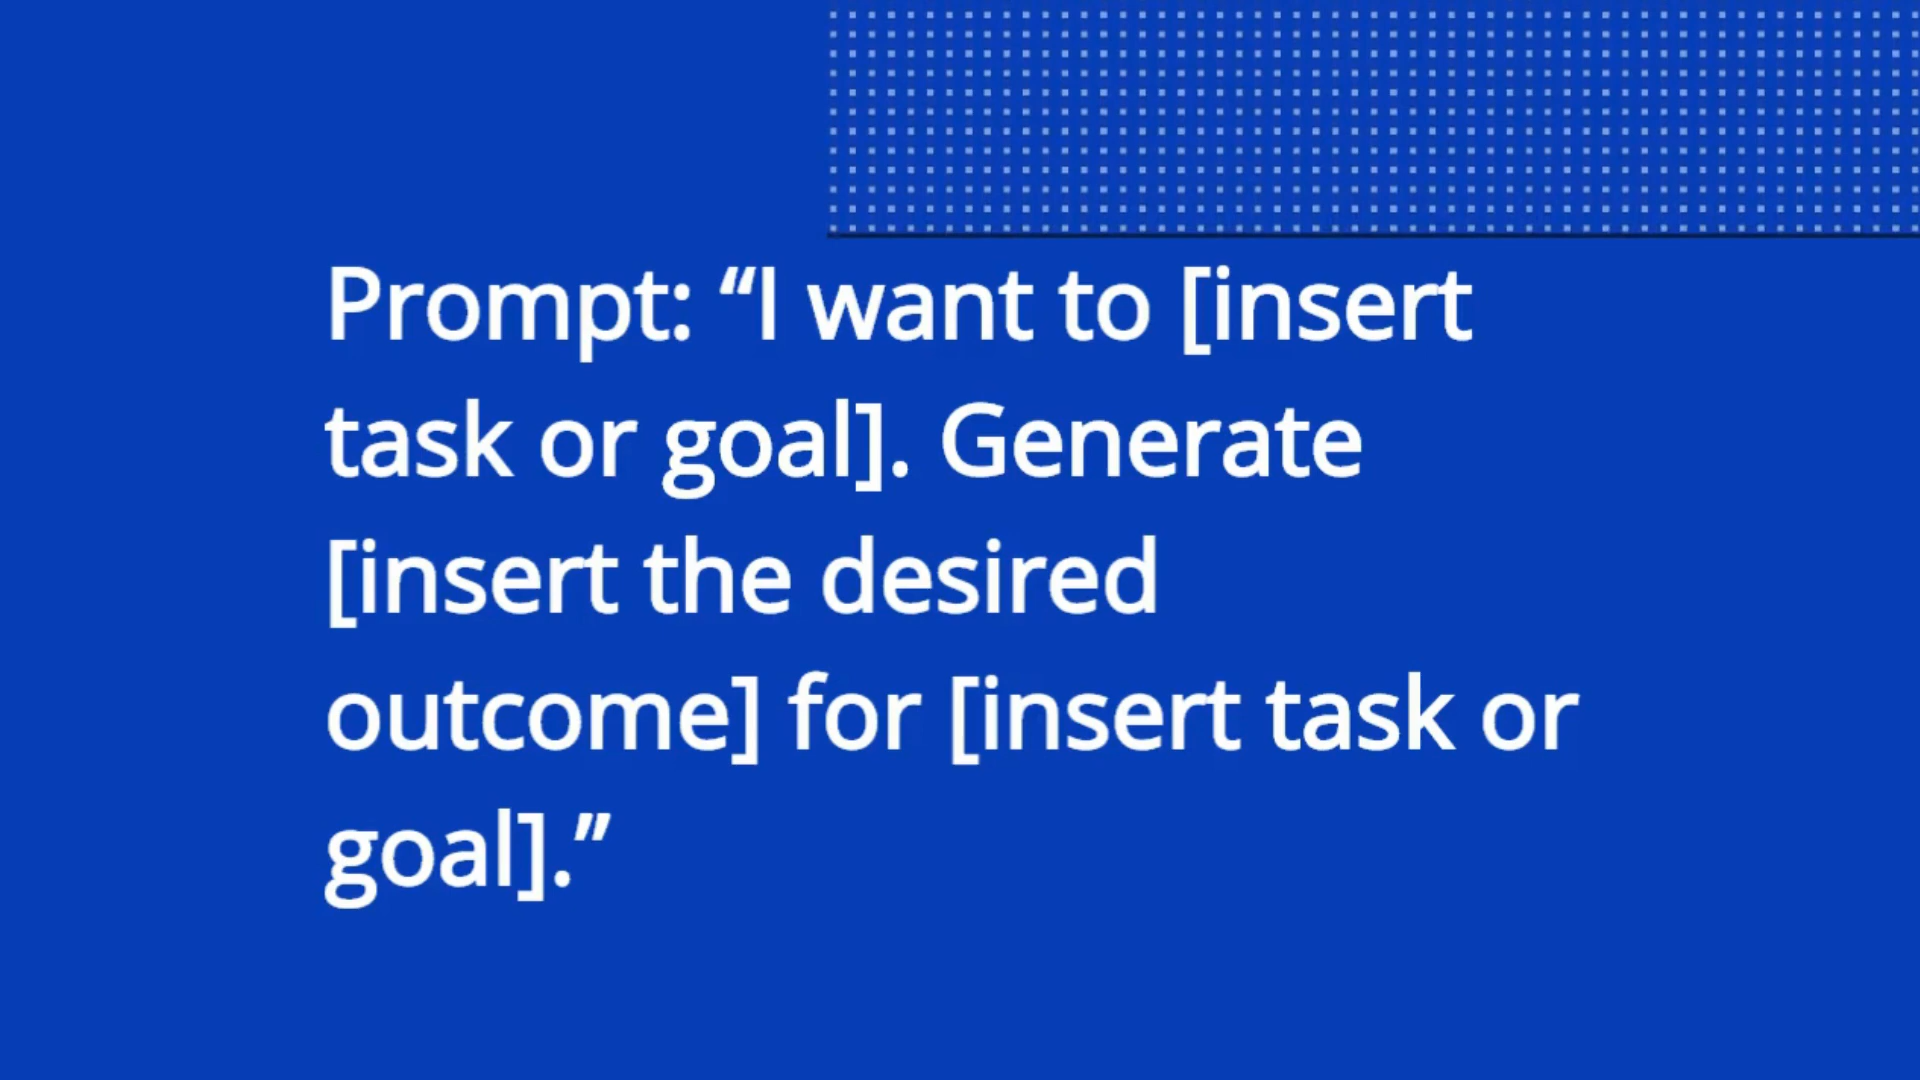 Prompt: “I want to [insert
task or goal]. Generate
[insert the desired
outcome] for [insert task or
goal].”